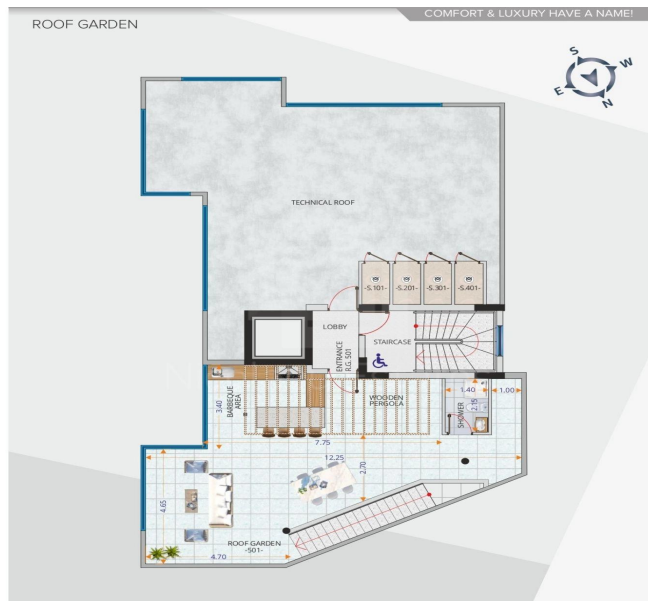 COMFORT & LUXURY HAVE A NAME!
ROOF GARDEN
S
W
E
N
TECHNICAL ROOF
-S.101-
-S.201-
-S.301-
-S.401-
LOBBY
STAIRCASE
ENTRANCE
R.G. 501
BARBEQUE
AREA
3.40
WOODEN
PERGOLA
1.40
1.00
SHOWER
2.15
7.75
12.25
2.70
4.65
ROOF GARDEN
-501-
4.70